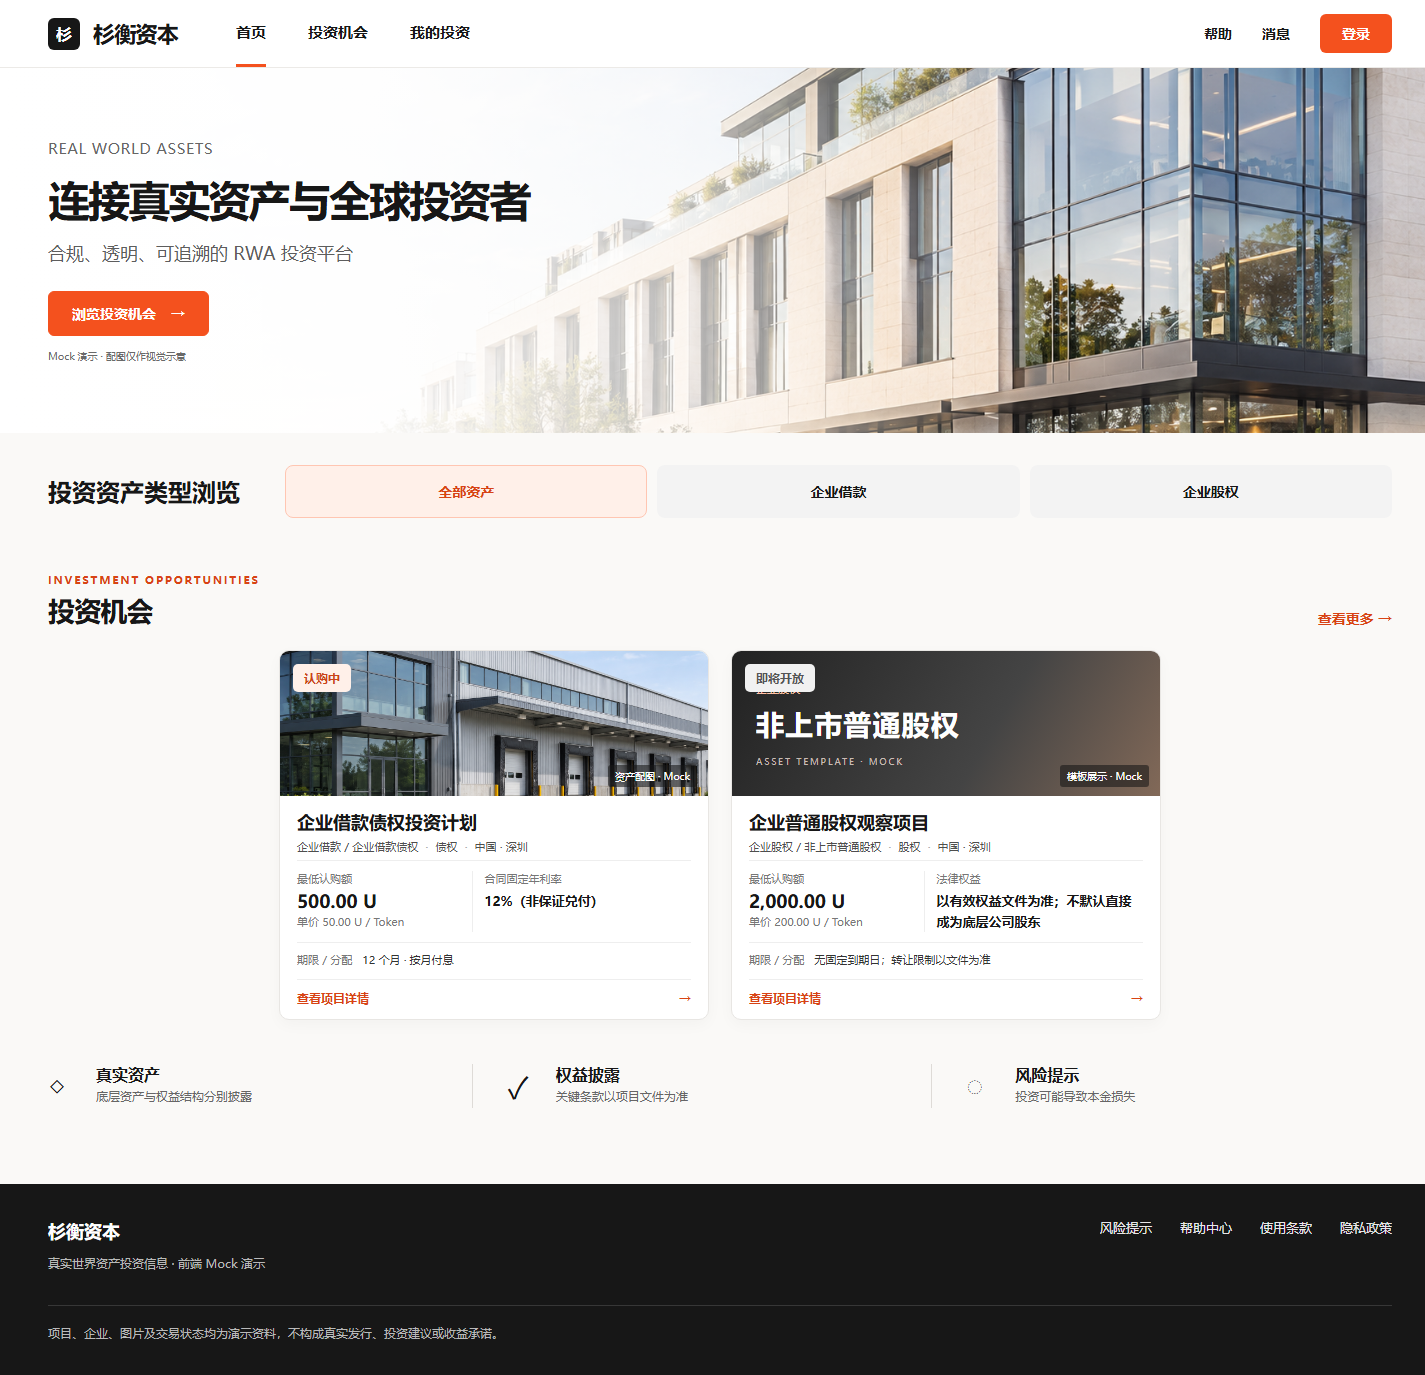 杉 杉衡资本 首页 投资机会 我的投资 帮助 消息 登录
REAL WORLD ASSETS
连接真实资产与全球投资者
合规、透明、可追溯的 RWA 投资平台
浏览投资机会 →
Mock 演示 · 配图仅作视觉示意
投资资产类型浏览 全部资产 企业借款 企业股权
INVESTMENT OPPORTUNITIES
投资机会
查看更多 →
认购中
资产配图 · Mock
企业借款债权投资计划
企业借款 / 企业借款债权 · 债权 · 中国 · 深圳
最低认购额
500.00 U
单价 50.00 U / Token
合同固定年利率
12%（非保证兑付）
期限 / 分配 12 个月 · 按月付息
查看项目详情 →
即将开放
非上市普通股权
ASSET TEMPLATE · MOCK
模板展示 · Mock
企业普通股权观察项目
企业股权 / 非上市普通股权 · 股权 · 中国 · 深圳
最低认购额
2,000.00 U
单价 200.00 U / Token
法律权益
以有效权益文件为准；不默认直接
成为底层公司股东
期限 / 分配 无固定到期日；转让限制以文件为准
查看项目详情 →
真实资产
底层资产与权益结构分别披露
权益披露
关键条款以项目文件为准
风险提示
投资可能导致本金损失
杉衡资本
真实世界资产投资信息 · 前端 Mock 演示
风险提示 帮助中心 使用条款 隐私政策
项目、企业、图片及交易状态均为演示资料，不构成真实发行、投资建议或收益承诺。